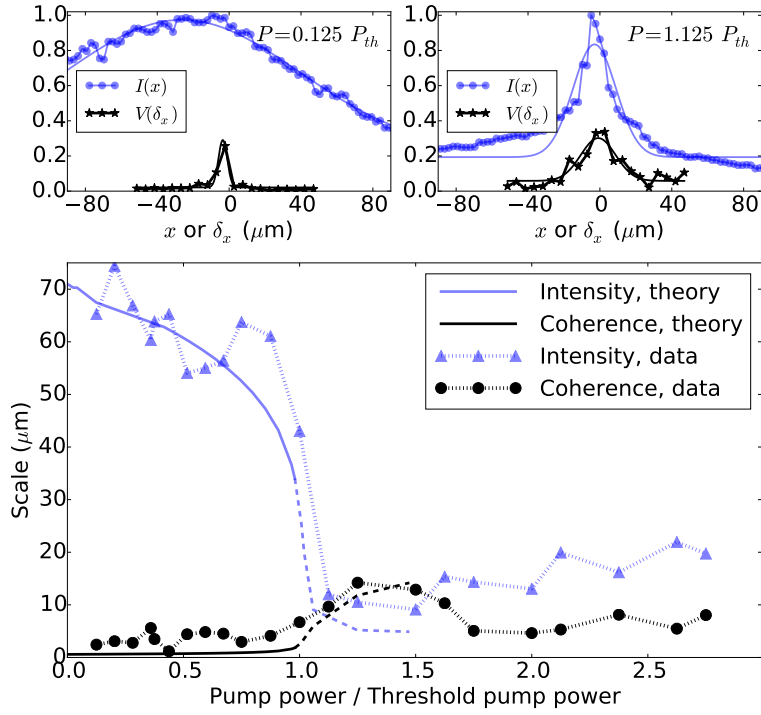 1.0
0.8
0.6
0.4
0.2
0.0
P=0.125 P_th
I(x)
V(δ_x)
−80 −40 0 40 80
x or δ_x (μm)
1.0
0.8
0.6
0.4
0.2
0.0
P=1.125 P_th
I(x)
V(δ_x)
−80 −40 0 40 80
x or δ_x (μm)
Scale (μm)
70
60
50
40
30
20
10
0
Intensity, theory
Coherence, theory
Intensity, data
Coherence, data
0.0 0.5 1.0 1.5 2.0 2.5
Pump power / Threshold pump power